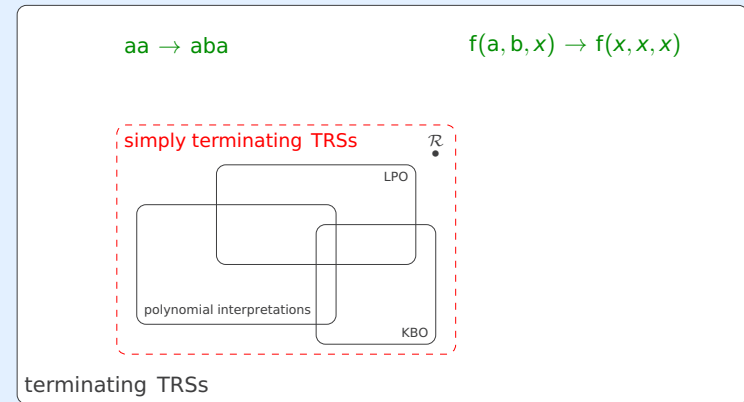 aa → aba
f(a, b, x) → f(x, x, x)
simply terminating TRSs
ℛ
LPO
polynomial interpretations
KBO
terminating TRSs